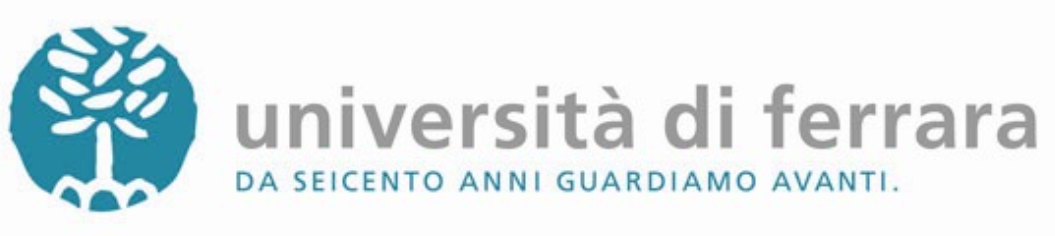 università di ferrara
DA SEICENTO ANNI GUARDIAMO AVANTI.